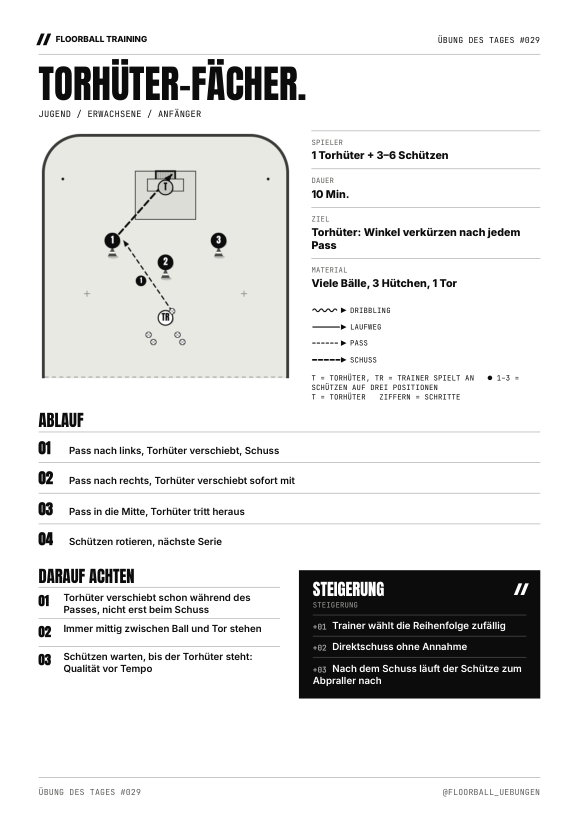 FLOORBALL TRAINING
ÜBUNG DES TAGES #029
TORHÜTER-FÄCHER.
JUGEND / ERWACHSENE / ANFÄNGER
T
1
3
2
1
TR
SPIELER
1 Torhüter + 3–6 Schützen
DAUER
10 Min.
ZIEL
Torhüter: Winkel verkürzen nach jedem
Pass
MATERIAL
Viele Bälle, 3 Hütchen, 1 Tor
DRIBBLING
LAUFWEG
PASS
SCHUSS
T = TORHÜTER, TR = TRAINER SPIELT AN ● 1–3 =
SCHÜTZEN AUF DREI POSITIONEN
T = TORHÜTER ZIFFERN = SCHRITTE
ABLAUF
01 Pass nach links, Torhüter verschiebt, Schuss
02 Pass nach rechts, Torhüter verschiebt sofort mit
03 Pass in die Mitte, Torhüter tritt heraus
04 Schützen rotieren, nächste Serie
DARAUF ACHTEN
01 Torhüter verschiebt schon während des
Passes, nicht erst beim Schuss
02 Immer mittig zwischen Ball und Tor stehen
03 Schützen warten, bis der Torhüter steht:
Qualität vor Tempo
STEIGERUNG
STEIGERUNG
+01 Trainer wählt die Reihenfolge zufällig
+02 Direktschuss ohne Annahme
+03 Nach dem Schuss läuft der Schütze zum
Abpraller nach
ÜBUNG DES TAGES #029
@FLOORBALL_UEBUNGEN